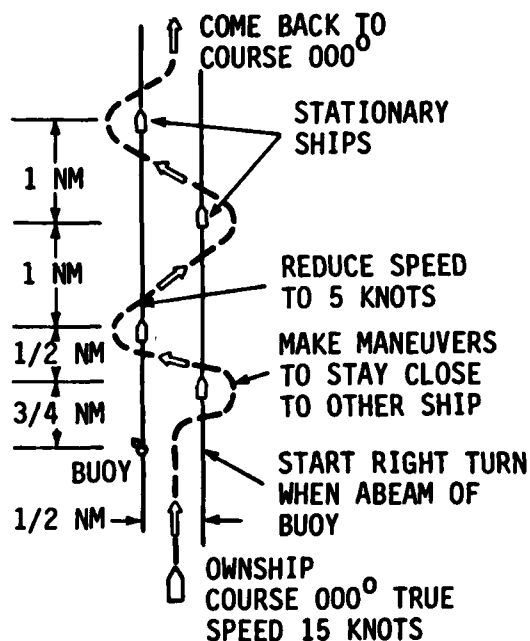 COME BACK TO
COURSE 000⁰
STATIONARY
SHIPS
1 NM
REDUCE SPEED
TO 5 KNOTS
1 NM
MAKE MANEUVERS
TO STAY CLOSE
TO OTHER SHIP
1/2 NM
3/4 NM
BUOY
START RIGHT TURN
WHEN ABEAM OF
BUOY
1/2 NM
OWNSHIP
COURSE 000⁰ TRUE
SPEED 15 KNOTS